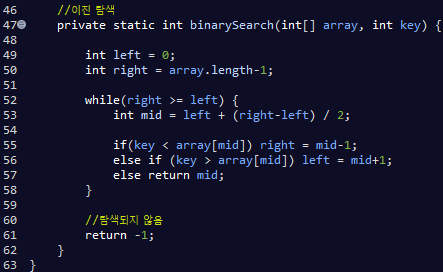 46 //이진 탐색
47 private static int binarySearch(int[] array, int key) {
48
49 int left = 0;
50 int right = array.length-1;
51
52 while(right >= left) {
53 int mid = left + (right-left) / 2;
54
55 if(key < array[mid]) right = mid-1;
56 else if (key > array[mid]) left = mid+1;
57 else return mid;
58 }
59
60 //탐색되지 않음
61 return -1;
62 }
63 }